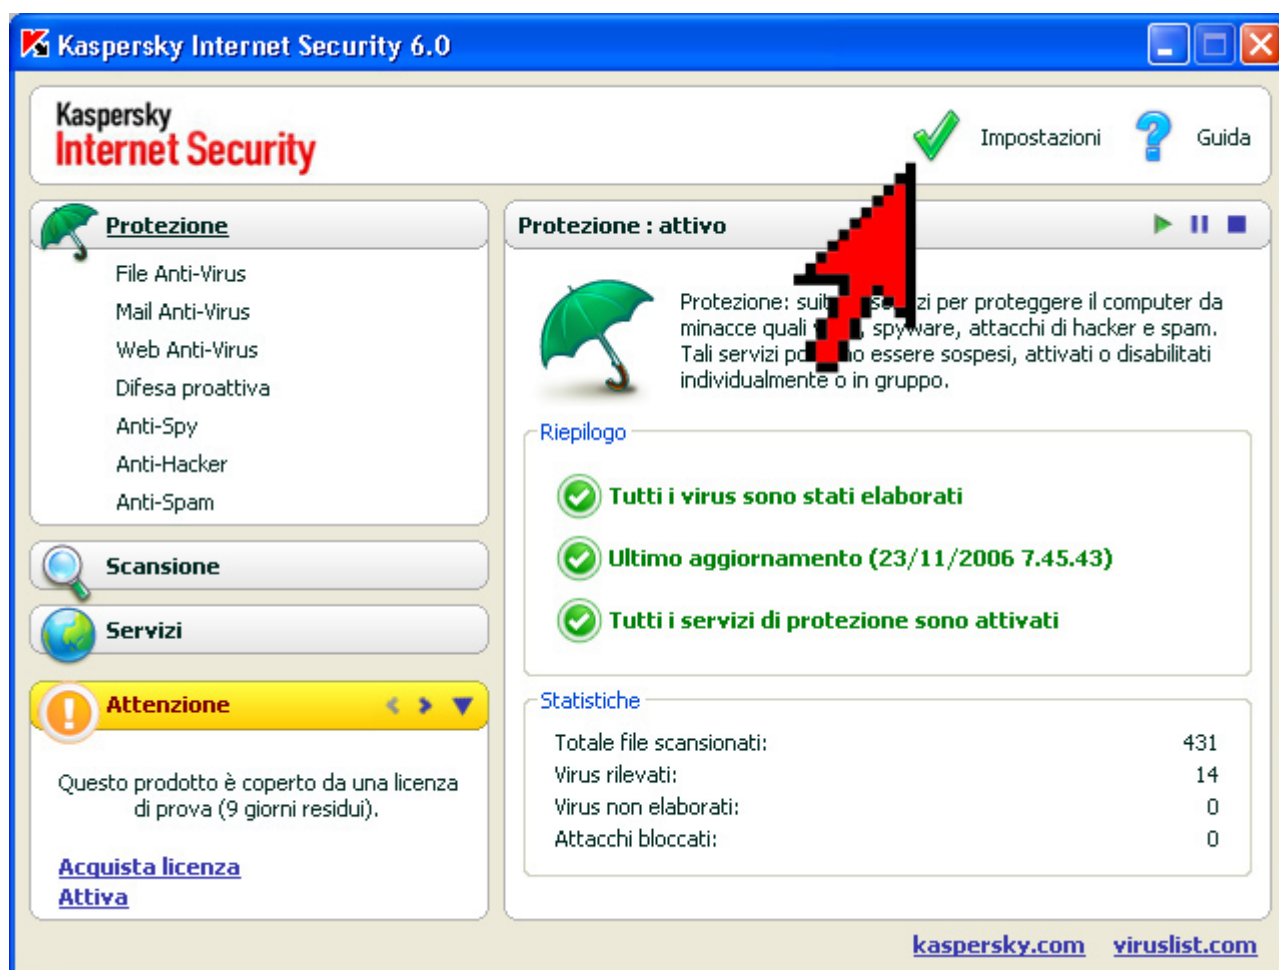 Kaspersky Internet Security 6.0
Kaspersky
Internet Security
Impostazioni
Guida
Protezione
File Anti-Virus
Mail Anti-Virus
Web Anti-Virus
Difesa proattiva
Anti-Spy
Anti-Hacker
Anti-Spam
Scansione
Servizi
Attenzione
Questo prodotto è coperto da una licenza
di prova (9 giorni residui).
Acquista licenza
Attiva
Protezione : attivo
Protezione: per proteggere il computer da
minacce quali spyware, attacchi di hacker e spam.
Tali servizi essere sospesi, attivati o disabilitati
individualmente o in gruppo.
Riepilogo
Tutti i virus sono stati elaborati
Ultimo aggiornamento (23/11/2006 7.45.43)
Tutti i servizi di protezione sono attivati
Statistiche
Totale file scansionati: 431
Virus rilevati: 14
Virus non elaborati: 0
Attacchi bloccati: 0
kaspersky.com viruslist.com